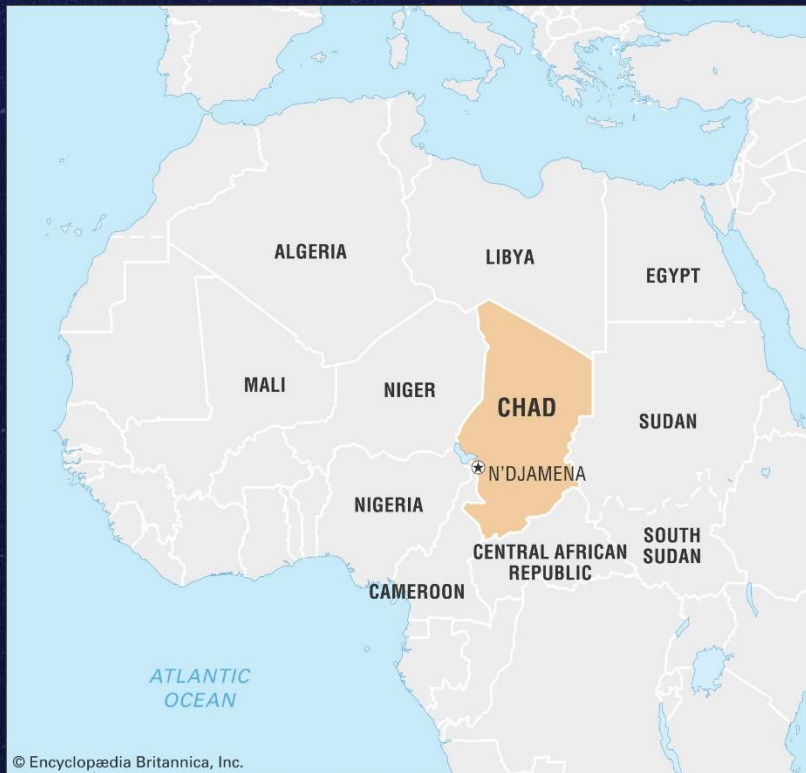 ALGERIA
LIBYA
EGYPT
MALI
NIGER
CHAD
SUDAN
N'DJAMENA
NIGERIA
SOUTH
SUDAN
CENTRAL AFRICAN
REPUBLIC
CAMEROON
ATLANTIC
OCEAN
© Encyclopædia Britannica, Inc.